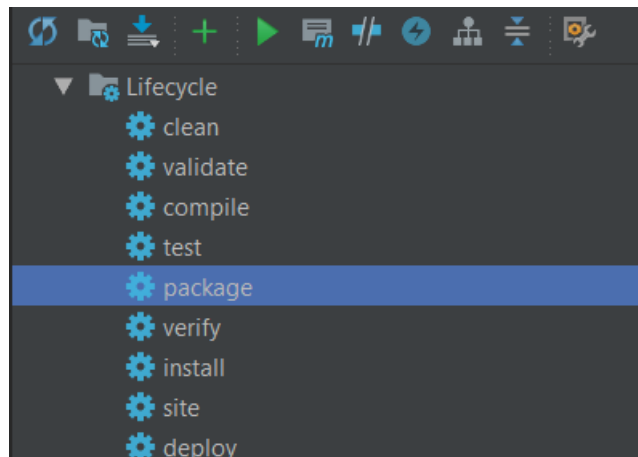 m
Lifecycle
clean
validate
compile
test
package
verify
install
site
deploy